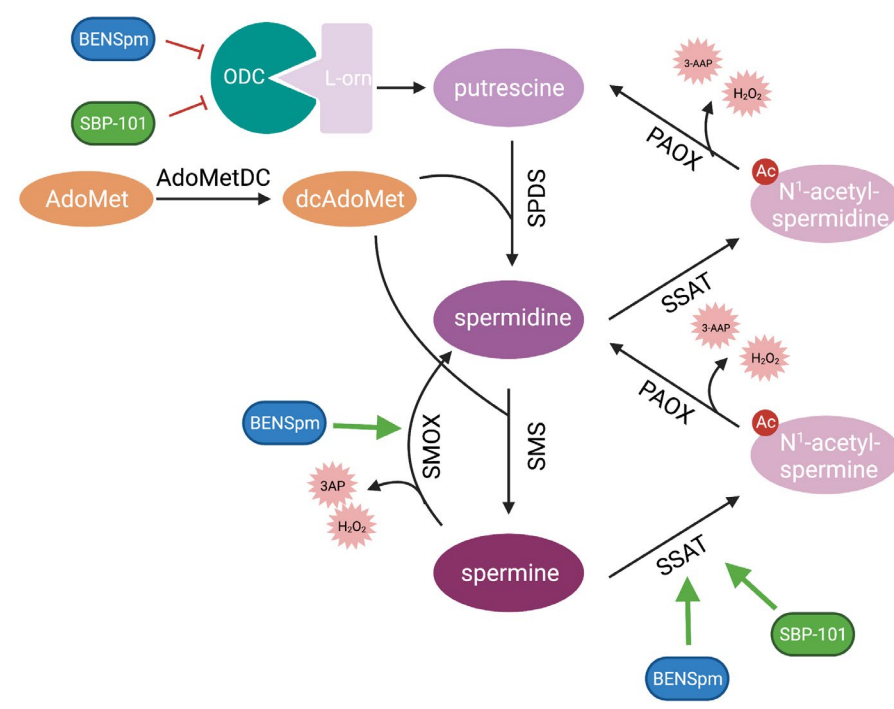 BENSpm
ODC
L-orn
SBP-101
putrescine
3-AAP
H₂O₂
PAOX
Ac
N¹-acetyl-
spermidine
AdoMet
AdoMetDC
dcAdoMet
SPDS
spermidine
SSAT
3-AAP
H₂O₂
PAOX
Ac
N¹-acetyl-
spermine
BENSpm
SMOX
SMS
3AP
H₂O₂
spermine
SSAT
SBP-101
BENSpm